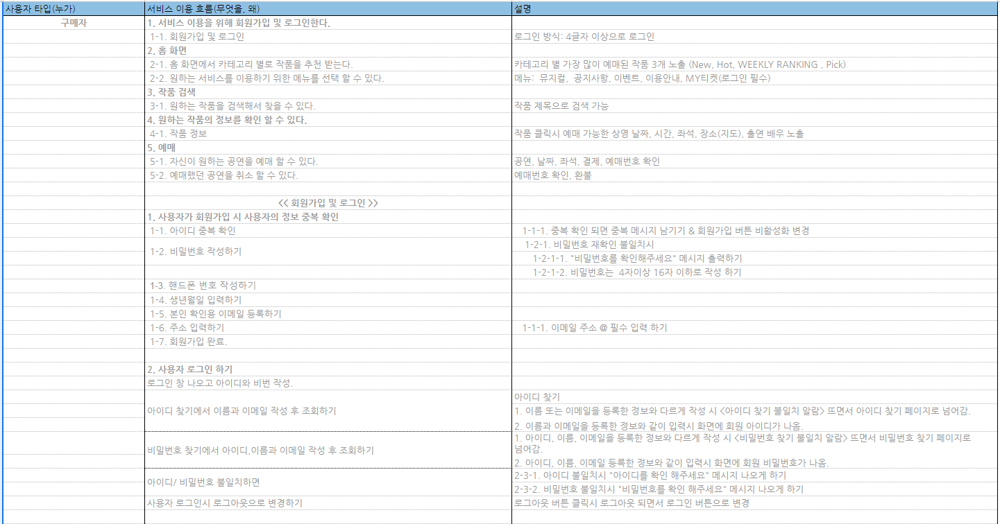 사용자 타입(누가) 서비스 이용 흐름(무엇을, 왜) 설명
구매자 1. 서비스 이용을 위해 회원가입 및 로그인한다.
1-1. 회원가입 및 로그인 로그인 방식: 4글자 이상으로 로그인
2. 홈 화면
2-1. 홈 화면에서 카테고리 별로 작품을 추천 받는다. 카테고리 별 가장 많이 예매된 작품 3개 노출 (New, Hot, WEEKLY RANKING , Pick)
2-2. 원하는 서비스를 이용하기 위한 메뉴를 선택 할 수 있다. 메뉴: 뮤지컬, 공지사항, 이벤트, 이용안내, MY티켓(로그인 필수)
3. 작품 검색
3-1. 원하는 작품을 검색해서 찾을 수 있다. 작품 제목으로 검색 가능
4. 원하는 작품의 정보를 확인 할 수 있다.
4-1. 작품 정보 작품 클릭시 예매 가능한 상영 날짜, 시간, 좌석, 장소(지도), 출연 배우 노출
5. 예매
5-1. 자신이 원하는 공연을 예매 할 수 있다. 공연, 날짜, 좌석, 결제, 예매번호 확인
5-2. 예매했던 공연을 취소 할 수 있다. 예매번호 확인, 환불
<< 회원가입 및 로그인 >>
1. 사용자가 회원가입 시 사용자의 정보 중복 확인
1-1. 아이디 중복 확인 1-1-1. 중복 확인 되면 중복 메시지 남기기 & 회원가입 버튼 비활성화 변경
1-2. 비밀번호 작성하기 1-2-1. 비밀번호 재확인 불일치시
1-2-1-1. "비밀번호를 확인해주세요" 메시지 출력하기
1-2-1-2. 비밀번호는 4자이상 16자 이하로 작성 하기
1-3. 핸드폰 번호 작성하기
1-4. 생년월일 입력하기
1-5. 본인 확인용 이메일 등록하기
1-6. 주소 입력하기 1-1-1. 이메일 주소 @ 필수 입력 하기
1-7. 회원가입 완료.
2. 사용자 로그인 하기
로그인 창 나오고 아이디와 비번 작성.
아이디 찾기에서 이름과 이메일 작성 후 조회하기 아이디 찾기
1. 이름 또는 이메일을 등록한 정보와 다르게 작성 시 <아이디 찾기 불일치 알람> 뜨면서 아이디 찾기 페이지로 넘어감.
2. 이름과 이메일을 등록한 정보와 같이 입력시 화면에 회원 아이디가 나옴.
비밀번호 찾기에서 아이디,이름과 이메일 작성 후 조회하기 1. 아이디, 이름, 이메일을 등록한 정보와 다르게 작성 시 <비밀번호 찾기 불일치 알람> 뜨면서 비밀번호 찾기 페이지로
넘어감.
2. 아이디, 이름, 이메일 등록한 정보와 같이 입력시 화면에 회원 비밀번호가 나옴.
아이디/ 비밀번호 불일치하면 2-3-1. 아이디 불일치시 "아이디를 확인 해주세요" 메시지 나오게 하기
2-3-2. 비밀번호 불일치시 "비밀번호를 확인 해주세요" 메시지 나오게 하기
사용자 로그인시 로그아웃으로 변경하기 로그아웃 버튼 클릭시 로그아웃 되면서 로그인 버튼으로 변경